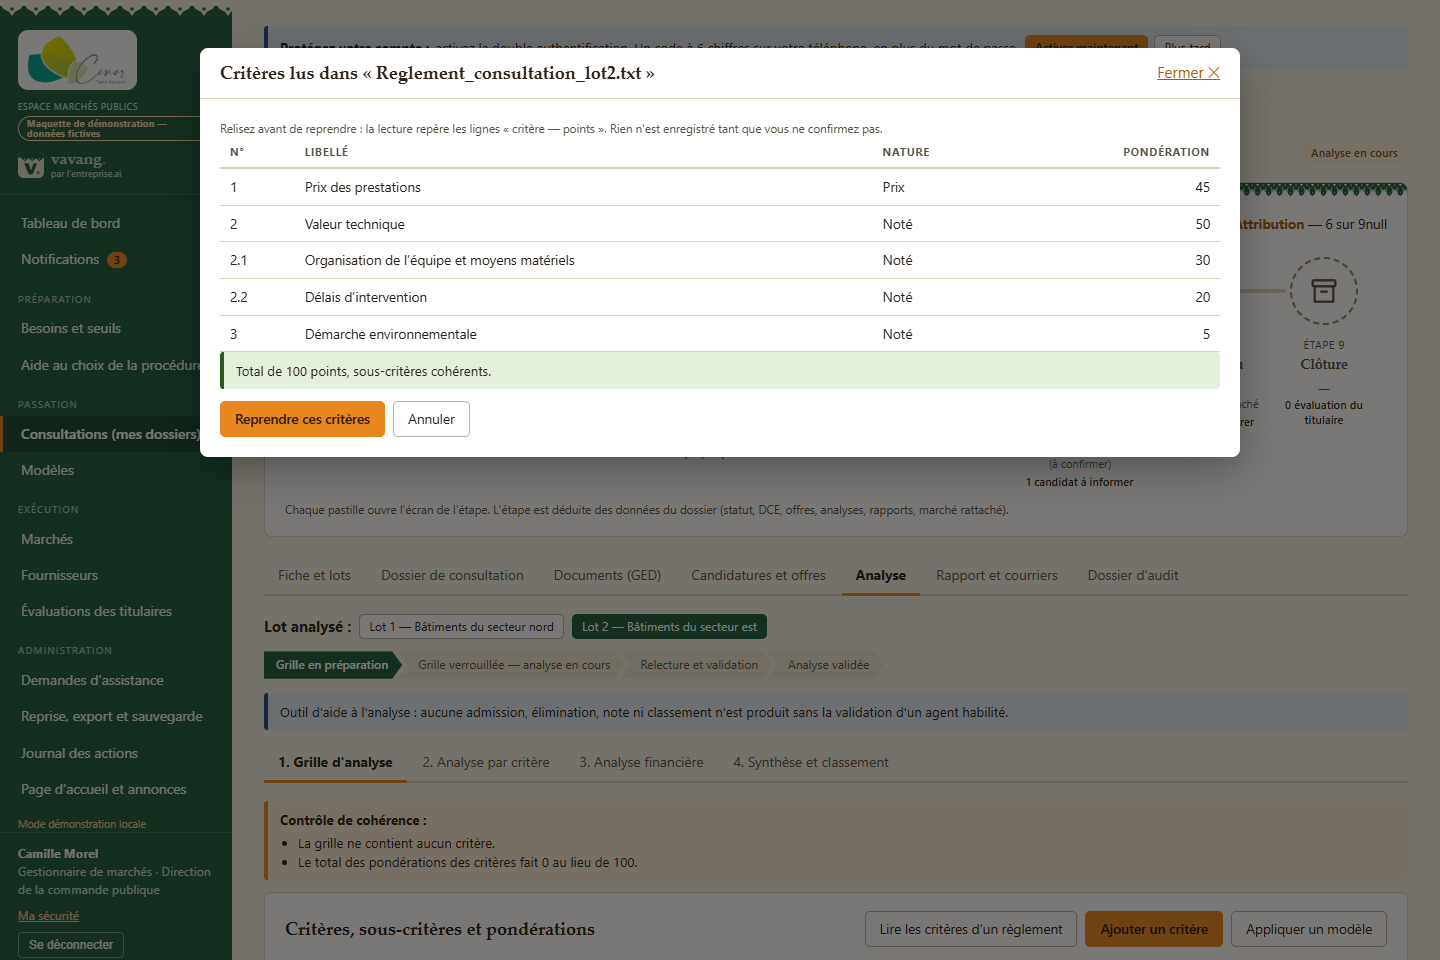 Cinor
ESPACE MARCHÉS PUBLICS
Maquette de démonstration —
données fictives
vavang.
par l'entreprise.ai
Tableau de bord
Notifications 3
PRÉPARATION
Besoins et seuils
Aide au choix de la procédure
PASSATION
Consultations (mes dossiers)
Modèles
EXÉCUTION
Marchés
Fournisseurs
Évaluations des titulaires
ADMINISTRATION
Demandes d'assistance
Reprise, export et sauvegarde
Journal des actions
Page d'accueil et annonces
Mode démonstration locale
Camille Morel
Gestionnaire de marchés · Direction
de la commande publique
Ma sécurité
Se déconnecter
Critères lus dans « Reglement_consultation_lot2.txt »
Fermer ✕
Relisez avant de reprendre : la lecture repère les lignes « critère — points ». Rien n'est enregistré tant que vous ne confirmez pas.
N° LIBELLÉ NATURE PONDÉRATION
1 Prix des prestations Prix 45
2 Valeur technique Noté 50
2.1 Organisation de l'équipe et moyens matériels Noté 30
2.2 Délais d'intervention Noté 20
3 Démarche environnementale Noté 5
Total de 100 points, sous-critères cohérents.
Reprendre ces critères Annuler
Analyse en cours
Attribution — 6 sur 9null
ÉTAPE 9
Clôture
—
0 évaluation du
titulaire
(à confirmer)
1 candidat à informer
Chaque pastille ouvre l'écran de l'étape. L'étape est déduite des données du dossier (statut, DCE, offres, analyses, rapports, marché rattaché).
Fiche et lots Dossier de consultation Documents (GED) Candidatures et offres Analyse Rapport et courriers Dossier d'audit
Lot analysé : Lot 1 — Bâtiments du secteur nord Lot 2 — Bâtiments du secteur est
Grille en préparation Grille verrouillée — analyse en cours Relecture et validation Analyse validée
Outil d'aide à l'analyse : aucune admission, élimination, note ni classement n'est produit sans la validation d'un agent habilité.
1. Grille d'analyse 2. Analyse par critère 3. Analyse financière 4. Synthèse et classement
Contrôle de cohérence :
La grille ne contient aucun critère.
Le total des pondérations des critères fait 0 au lieu de 100.
Critères, sous-critères et pondérations
Lire les critères d'un règlement Ajouter un critère Appliquer un modèle